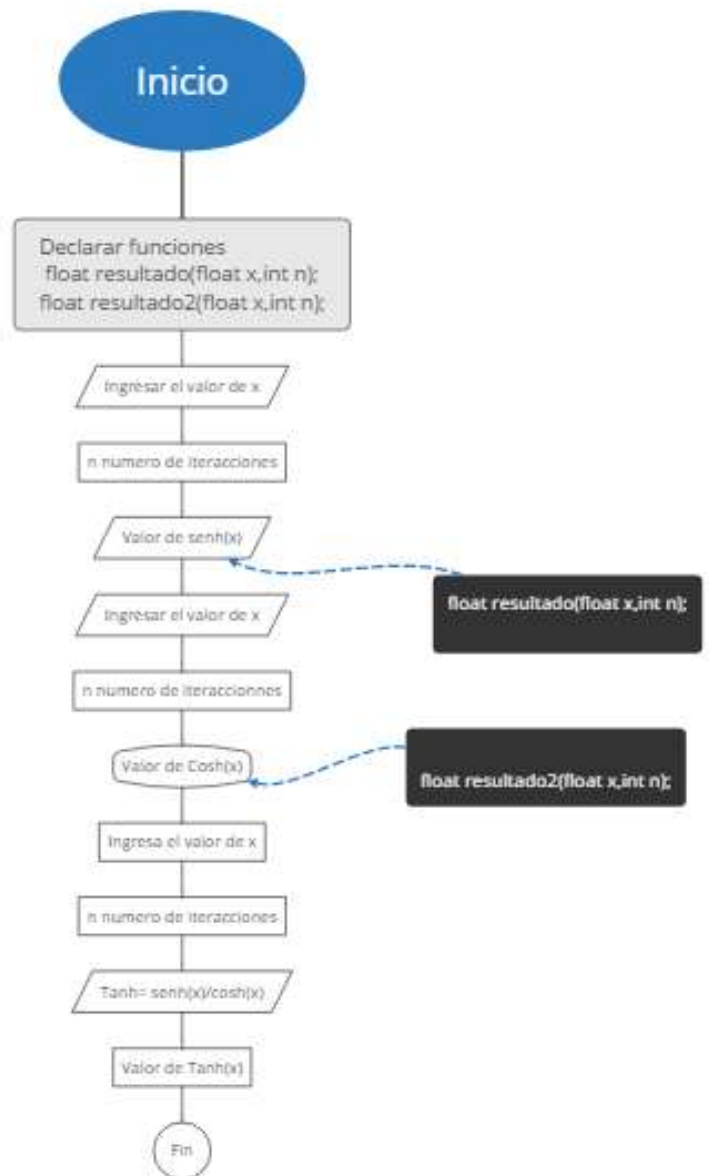 Inicio
Declarar funciones
float resultado(float x,int n);
float resultado2(float x,int n);
Ingresar el valor de x
n numero de iteracciones
Valor de senh(x)
float resultado(float x,int n);
Ingresar el valor de x
n numero de iteraccionnes
Valor de Cosh(x)
float resultado2(float x,int n);
Ingresa el valor de x
n numero de iteracciones
Tanh= senh(x)/cosh(x)
Valor de Tanh(x)
Fin